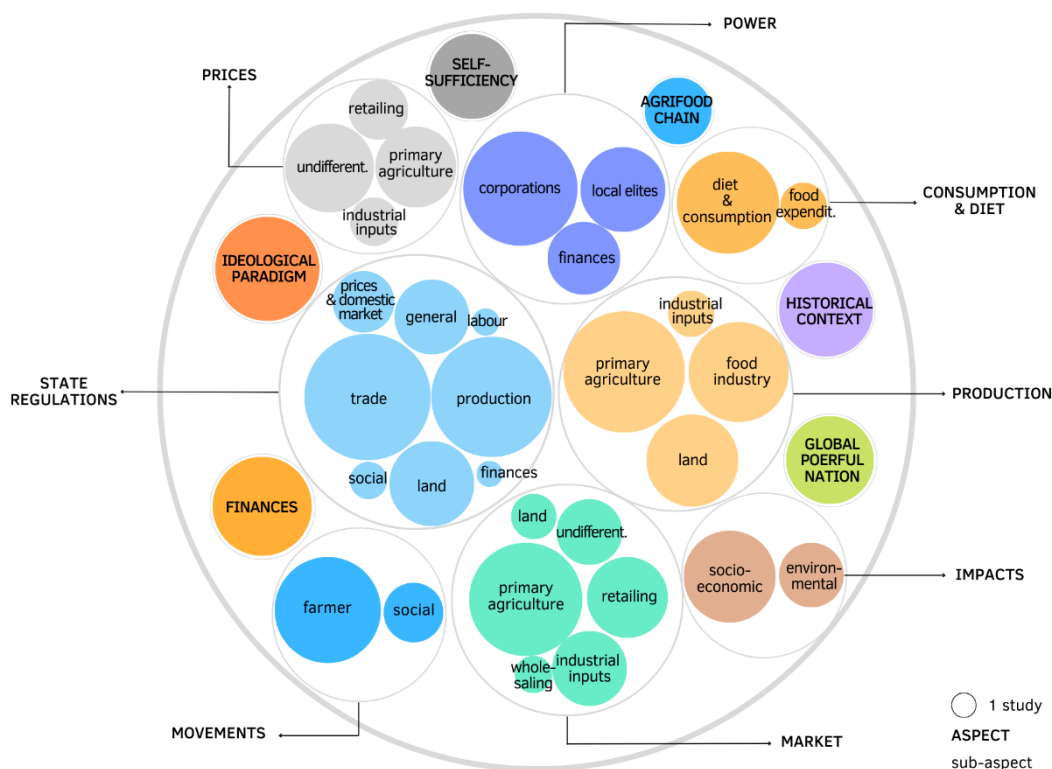 POWER
PRICES
SELF-
SUFFICIENCY
AGRIFOOD
CHAIN
retailing
undifferent.
primary
agriculture
industrial
inputs
corporations
local elites
finances
diet
&
consumption
food
expendit.
CONSUMPTION
& DIET
IDEOLOGICAL
PARADIGM
HISTORICAL
CONTEXT
prices
& domestic
market
general
labour
trade
production
social
land
finances
STATE
REGULATIONS
industrial
inputs
primary
agriculture
food
industry
land
PRODUCTION
GLOBAL
POERFUL
NATION
FINANCES
land
undifferent.
primary
agriculture
retailing
whole-
saling
industrial
inputs
socio-
economic
environ-
mental
IMPACTS
farmer
social
MOVEMENTS
MARKET
1 study
ASPECT
sub-aspect